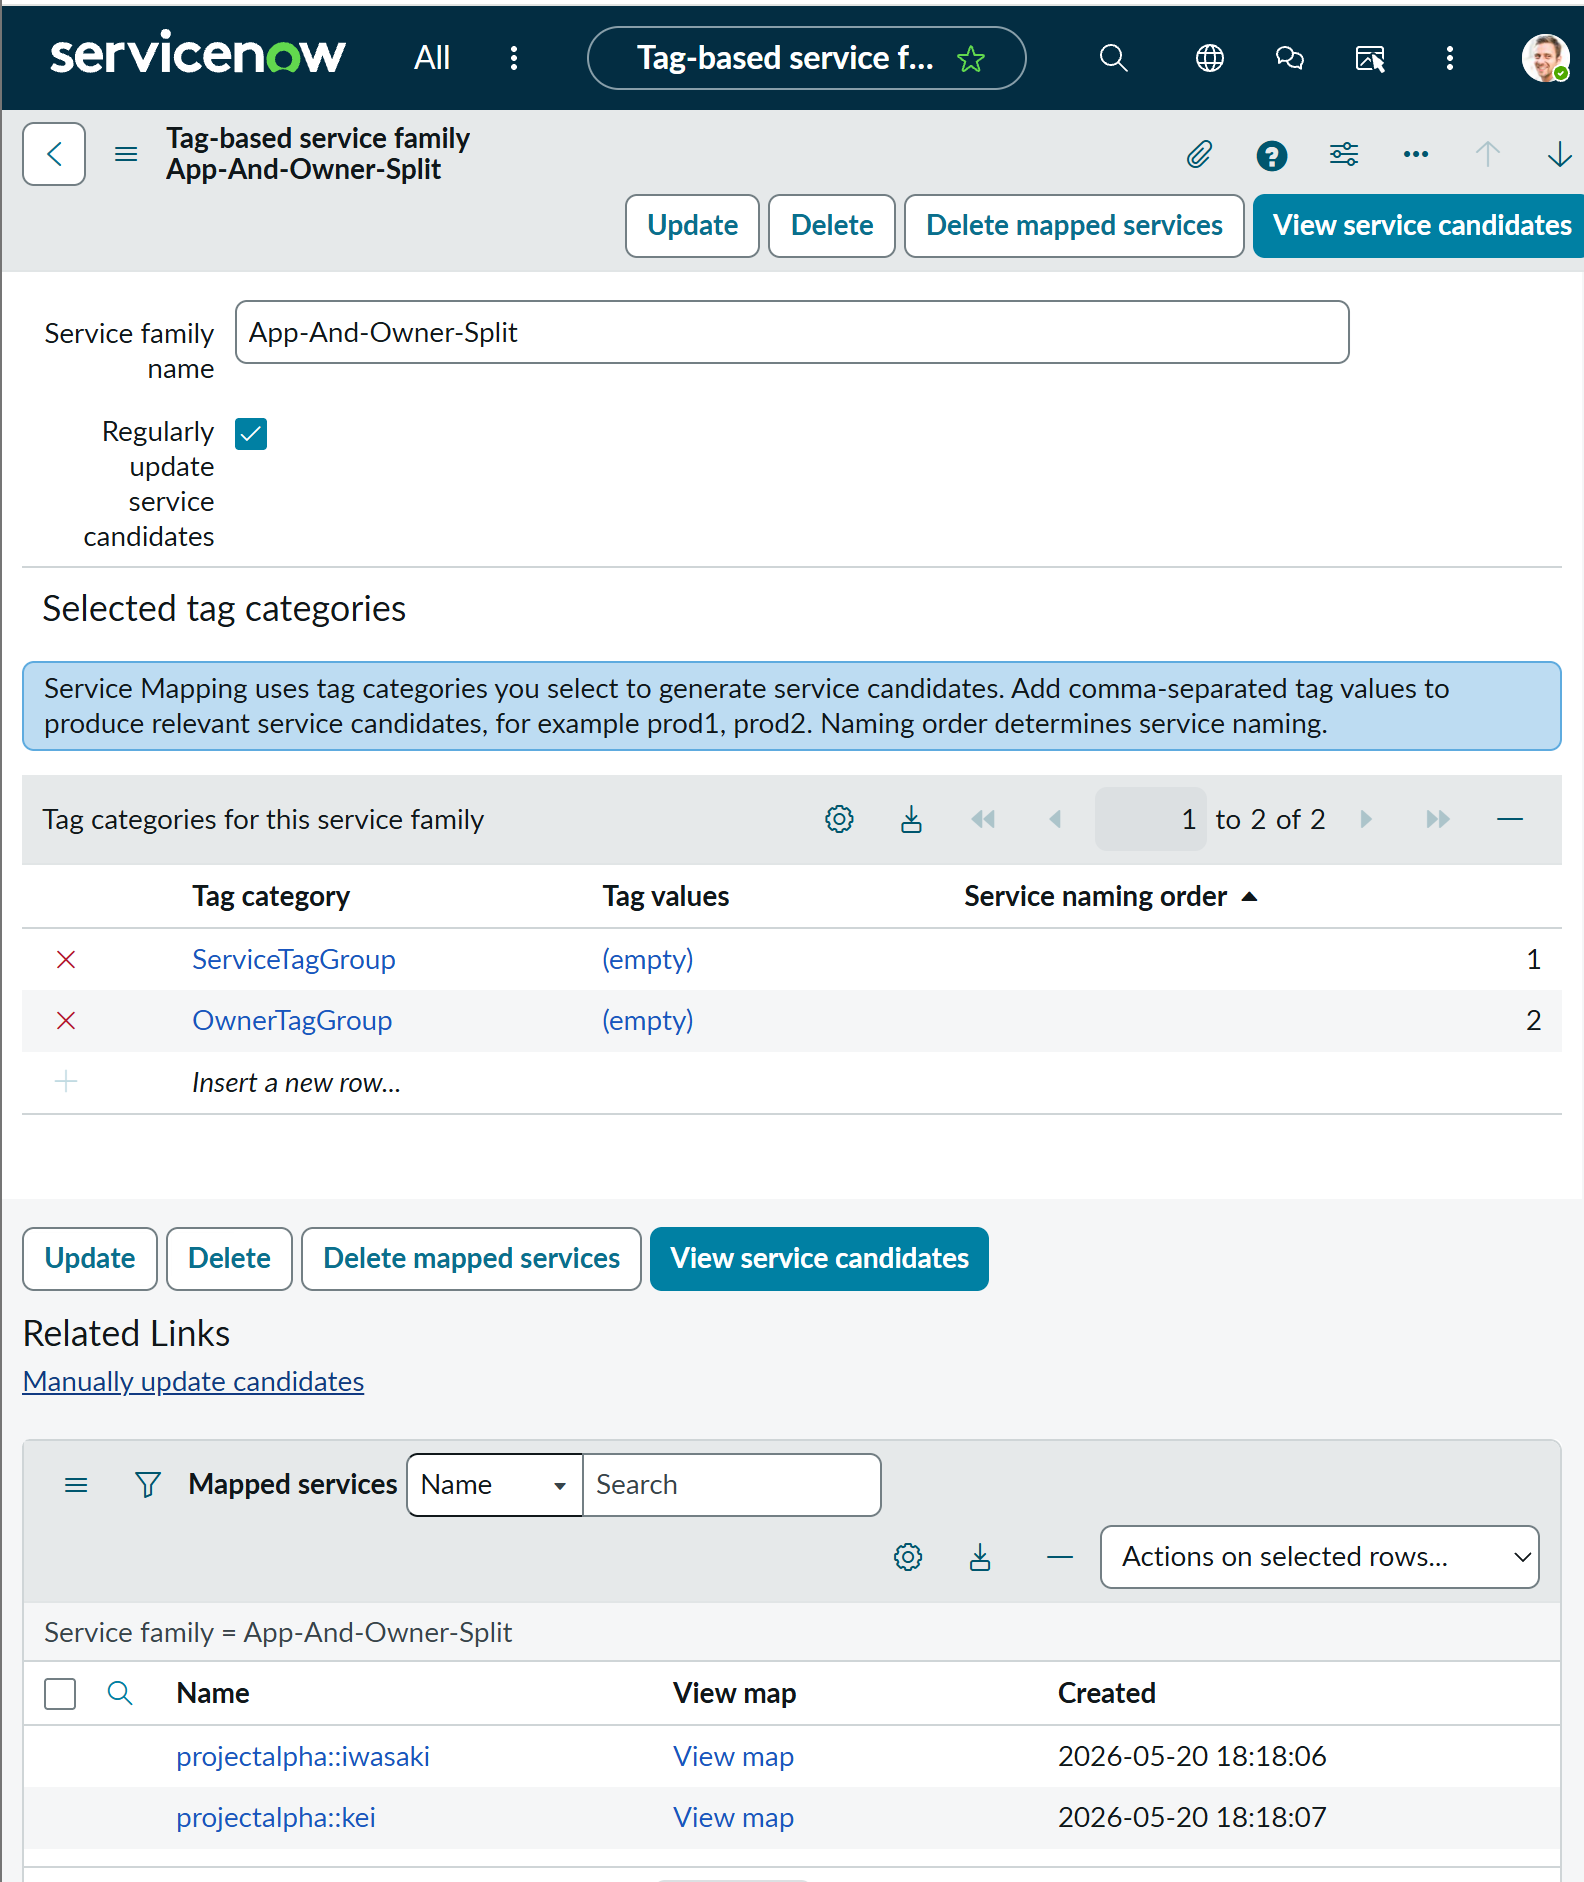 servicenow
All
Tag-based service f...
Tag-based service family
App-And-Owner-Split
Update
Delete
Delete mapped services
View service candidates
Service family
name
App-And-Owner-Split
Regularly
update
service
candidates
Selected tag categories
Service Mapping uses tag categories you select to generate service candidates. Add comma-separated tag values to
produce relevant service candidates, for example prod1, prod2. Naming order determines service naming.
Tag categories for this service family
1 to 2 of 2
Tag category Tag values Service naming order
ServiceTagGroup (empty) 1
OwnerTagGroup (empty) 2
Insert a new row...
Update
Delete
Delete mapped services
View service candidates
Related Links
Manually update candidates
Mapped services
Name
Search
Actions on selected rows...
Service family = App-And-Owner-Split
Name View map Created
projectalpha::iwasaki View map 2026-05-20 18:18:06
projectalpha::kei View map 2026-05-20 18:18:07